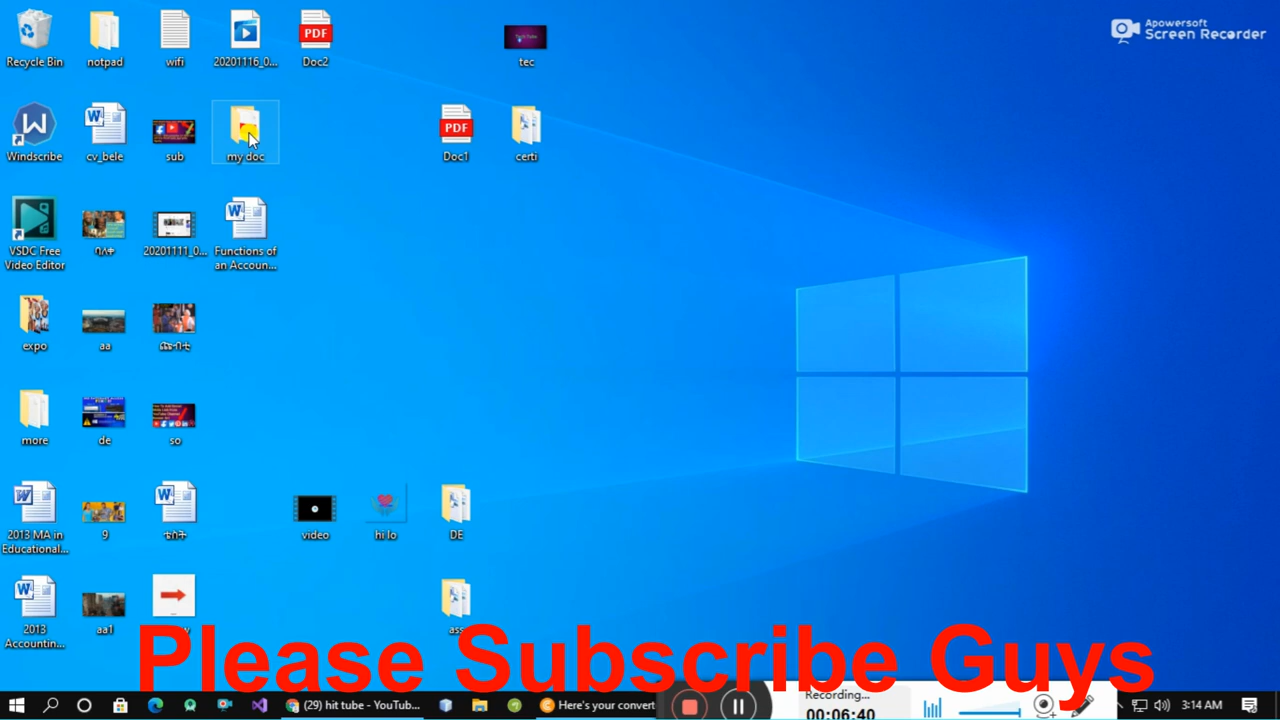 Apowersoft
Screen Recorder
Recycle Bin
notpad
wifi
20201116_0...
Doc2
tec
Windscribe
cv_bele
sub
my doc
Doc1
certi
VSDC Free
Video Editor
በለቀ
20201111_0...
Functions of
an Accoun...
expo
aa
more
de
so
2013 MA in
Educational...
9
video
hi lo
DE
2013
Accountin...
aa1
ass
Please Subscribe Guys
(29) hit tube - YouTub...
Here's your convert
Recording...
00:06:40
3:14 AM